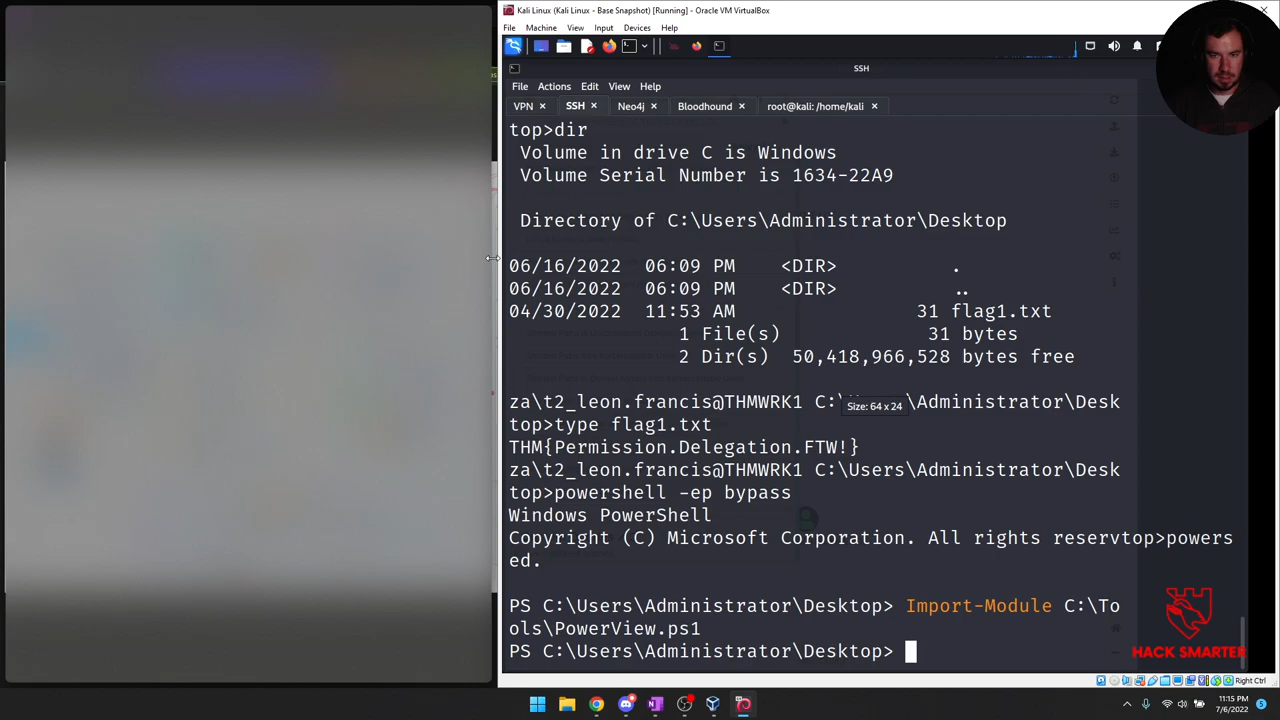 Kali Linux (Kali Linux - Base Snapshot) [Running] - Oracle VM VirtualBox
File Machine View Input Devices Help
SSH
File Actions Edit View Help
VPN SSH Neo4j Bloodhound root@kali: /home/kali
top>dir
Volume in drive C is Windows
Volume Serial Number is 1634-22A9
Directory of C:\Users\Administrator\Desktop
06/16/2022 06:09 PM <DIR> .
06/16/2022 06:09 PM <DIR> ..
04/30/2022 11:53 AM 31 flag1.txt
1 File(s) 31 bytes
2 Dir(s) 50,418,966,528 bytes free
za\t2_leon.francis@THMWRK1 C:\ \Administrator\Desk
Size: 64 x 24
top>type flag1.txt
THM{Permission.Delegation.FTW!}
za\t2_leon.francis@THMWRK1 C:\Users\Administrator\Desk
top>powershell -ep bypass
Windows PowerShell
Copyright (C) Microsoft Corporation. All rights reservtop>powers
ed.
PS C:\Users\Administrator\Desktop> Import-Module C:\To
ols\PowerView.ps1
PS C:\Users\Administrator\Desktop>
HACK SMARTER
Right Ctrl
11:15 PM
7/6/2022
5